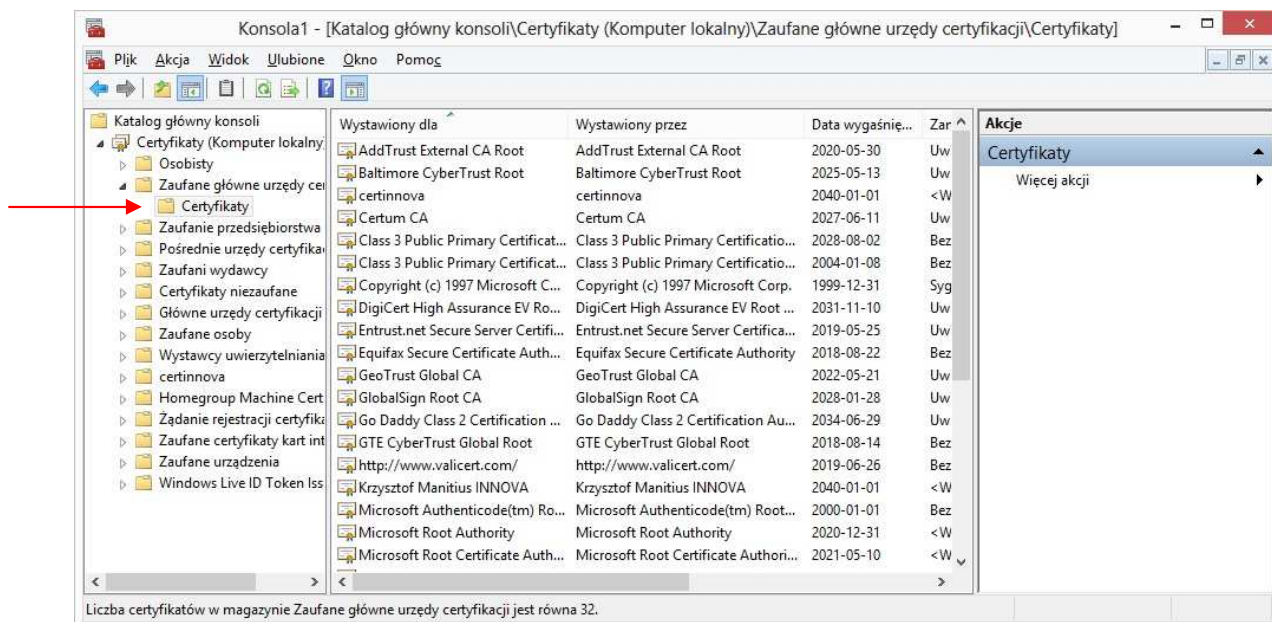 Konsola1 - [Katalog główny konsoli\Certyfikaty (Komputer lokalny)\Zaufane główne urzędy certyfikacji\Certyfikaty]
Plik Akcja Widok Ulubione Okno Pomoc
Katalog główny konsoli
Certyfikaty (Komputer lokalny
Osobisty
Zaufane główne urzędy cer
Certyfikaty
Zaufanie przedsiębiorstwa
Pośrednie urzędy certyfika
Zaufani wydawcy
Certyfikaty niezaufane
Główne urzędy certyfikacji
Zaufane osoby
Wystawcy uwierzytelniania
certinnova
Homegroup Machine Cert
Żądanie rejestracji certyfika
Zaufane certyfikaty kart int
Zaufane urządzenia
Windows Live ID Token Iss
Wystawiony dla Wystawiony przez Data wygaśnię... Zar
AddTrust External CA Root AddTrust External CA Root 2020-05-30 Uw
Baltimore CyberTrust Root Baltimore CyberTrust Root 2025-05-13 Uw
certinnova certinnova 2040-01-01 <W
Certum CA Certum CA 2027-06-11 Uw
Class 3 Public Primary Certificat... Class 3 Public Primary Certificatio... 2028-08-02 Bez
Class 3 Public Primary Certificat... Class 3 Public Primary Certificatio... 2004-01-08 Bez
Copyright (c) 1997 Microsoft C... Copyright (c) 1997 Microsoft Corp. 1999-12-31 Syg
DigiCert High Assurance EV Ro... DigiCert High Assurance EV Root ... 2031-11-10 Uw
Entrust.net Secure Server Certifi... Entrust.net Secure Server Certifica... 2019-05-25 Uw
Equifax Secure Certificate Auth... Equifax Secure Certificate Authority 2018-08-22 Bez
GeoTrust Global CA GeoTrust Global CA 2022-05-21 Uw
GlobalSign Root CA GlobalSign Root CA 2028-01-28 Uw
Go Daddy Class 2 Certification ... Go Daddy Class 2 Certification Au... 2034-06-29 Uw
GTE CyberTrust Global Root GTE CyberTrust Global Root 2018-08-14 Bez
http://www.valicert.com/ http://www.valicert.com/ 2019-06-26 Bez
Krzysztof Manitius INNOVA Krzysztof Manitius INNOVA 2040-01-01 <W
Microsoft Authenticode(tm) Ro... Microsoft Authenticode(tm) Root... 2000-01-01 Bez
Microsoft Root Authority Microsoft Root Authority 2020-12-31 <W
Microsoft Root Certificate Auth... Microsoft Root Certificate Authori... 2021-05-10 <W
Akcje
Certyfikaty
Więcej akcji
Liczba certyfikatów w magazynie Zaufane główne urzędy certyfikacji jest równa 32.